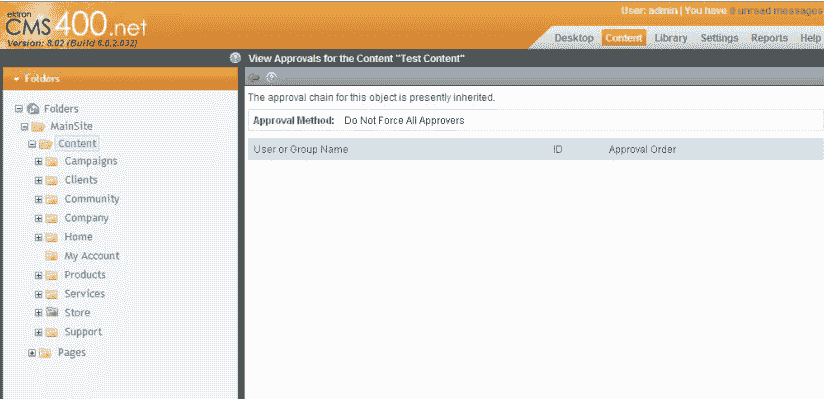 ektron
CMS400.net
Version: 8.02 (Build 8.0.2.032)
User: admin | You have 0 unread messages
Desktop Content Library Settings Reports Help
View Approvals for the Content "Test Content"
Folders
The approval chain for this object is presently inherited.
Approval Method: Do Not Force All Approvers
User or Group Name ID Approval Order
Folders
MainSite
Content
Campaigns
Clients
Community
Company
Home
My Account
Products
Services
Store
Support
Pages